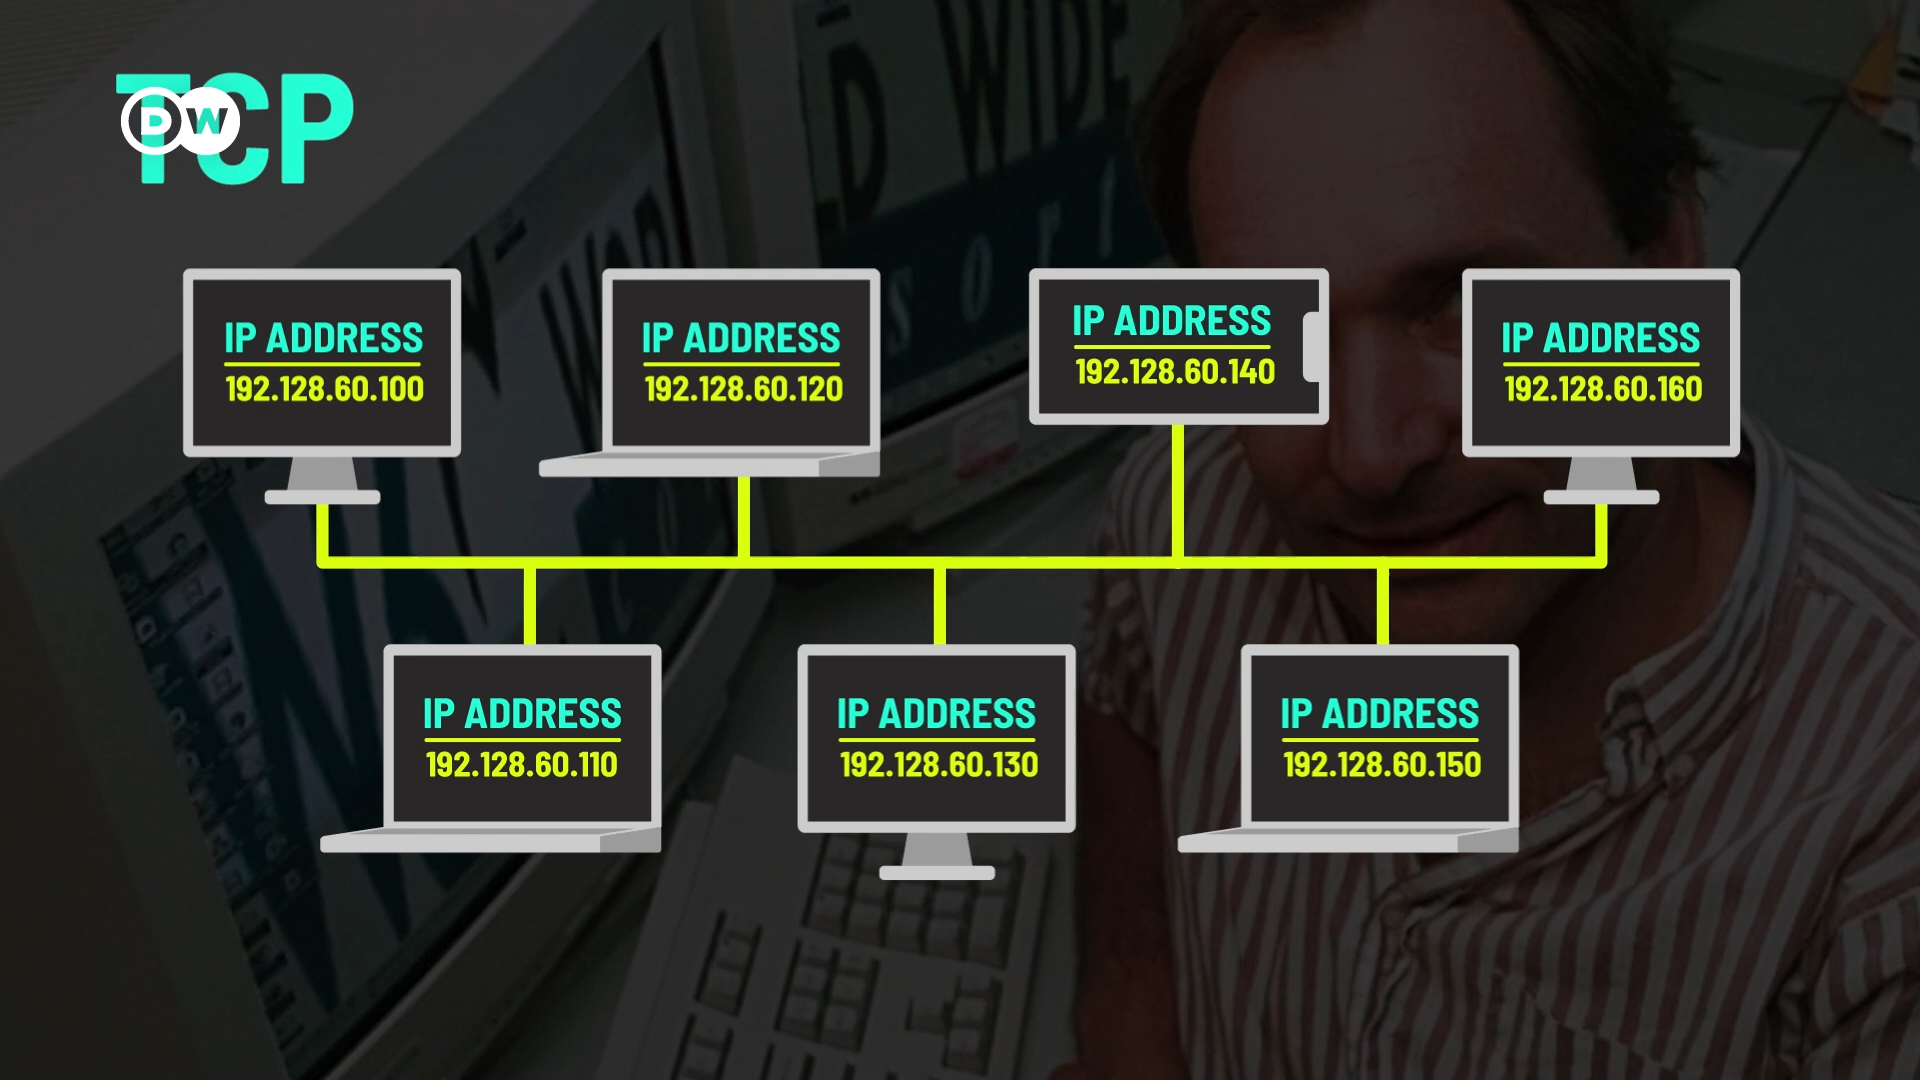 TCP
DW
IP ADDRESS
192.128.60.100
IP ADDRESS
192.128.60.120
IP ADDRESS
192.128.60.140
IP ADDRESS
192.128.60.160
IP ADDRESS
192.128.60.110
IP ADDRESS
192.128.60.130
IP ADDRESS
192.128.60.150
D WIDE